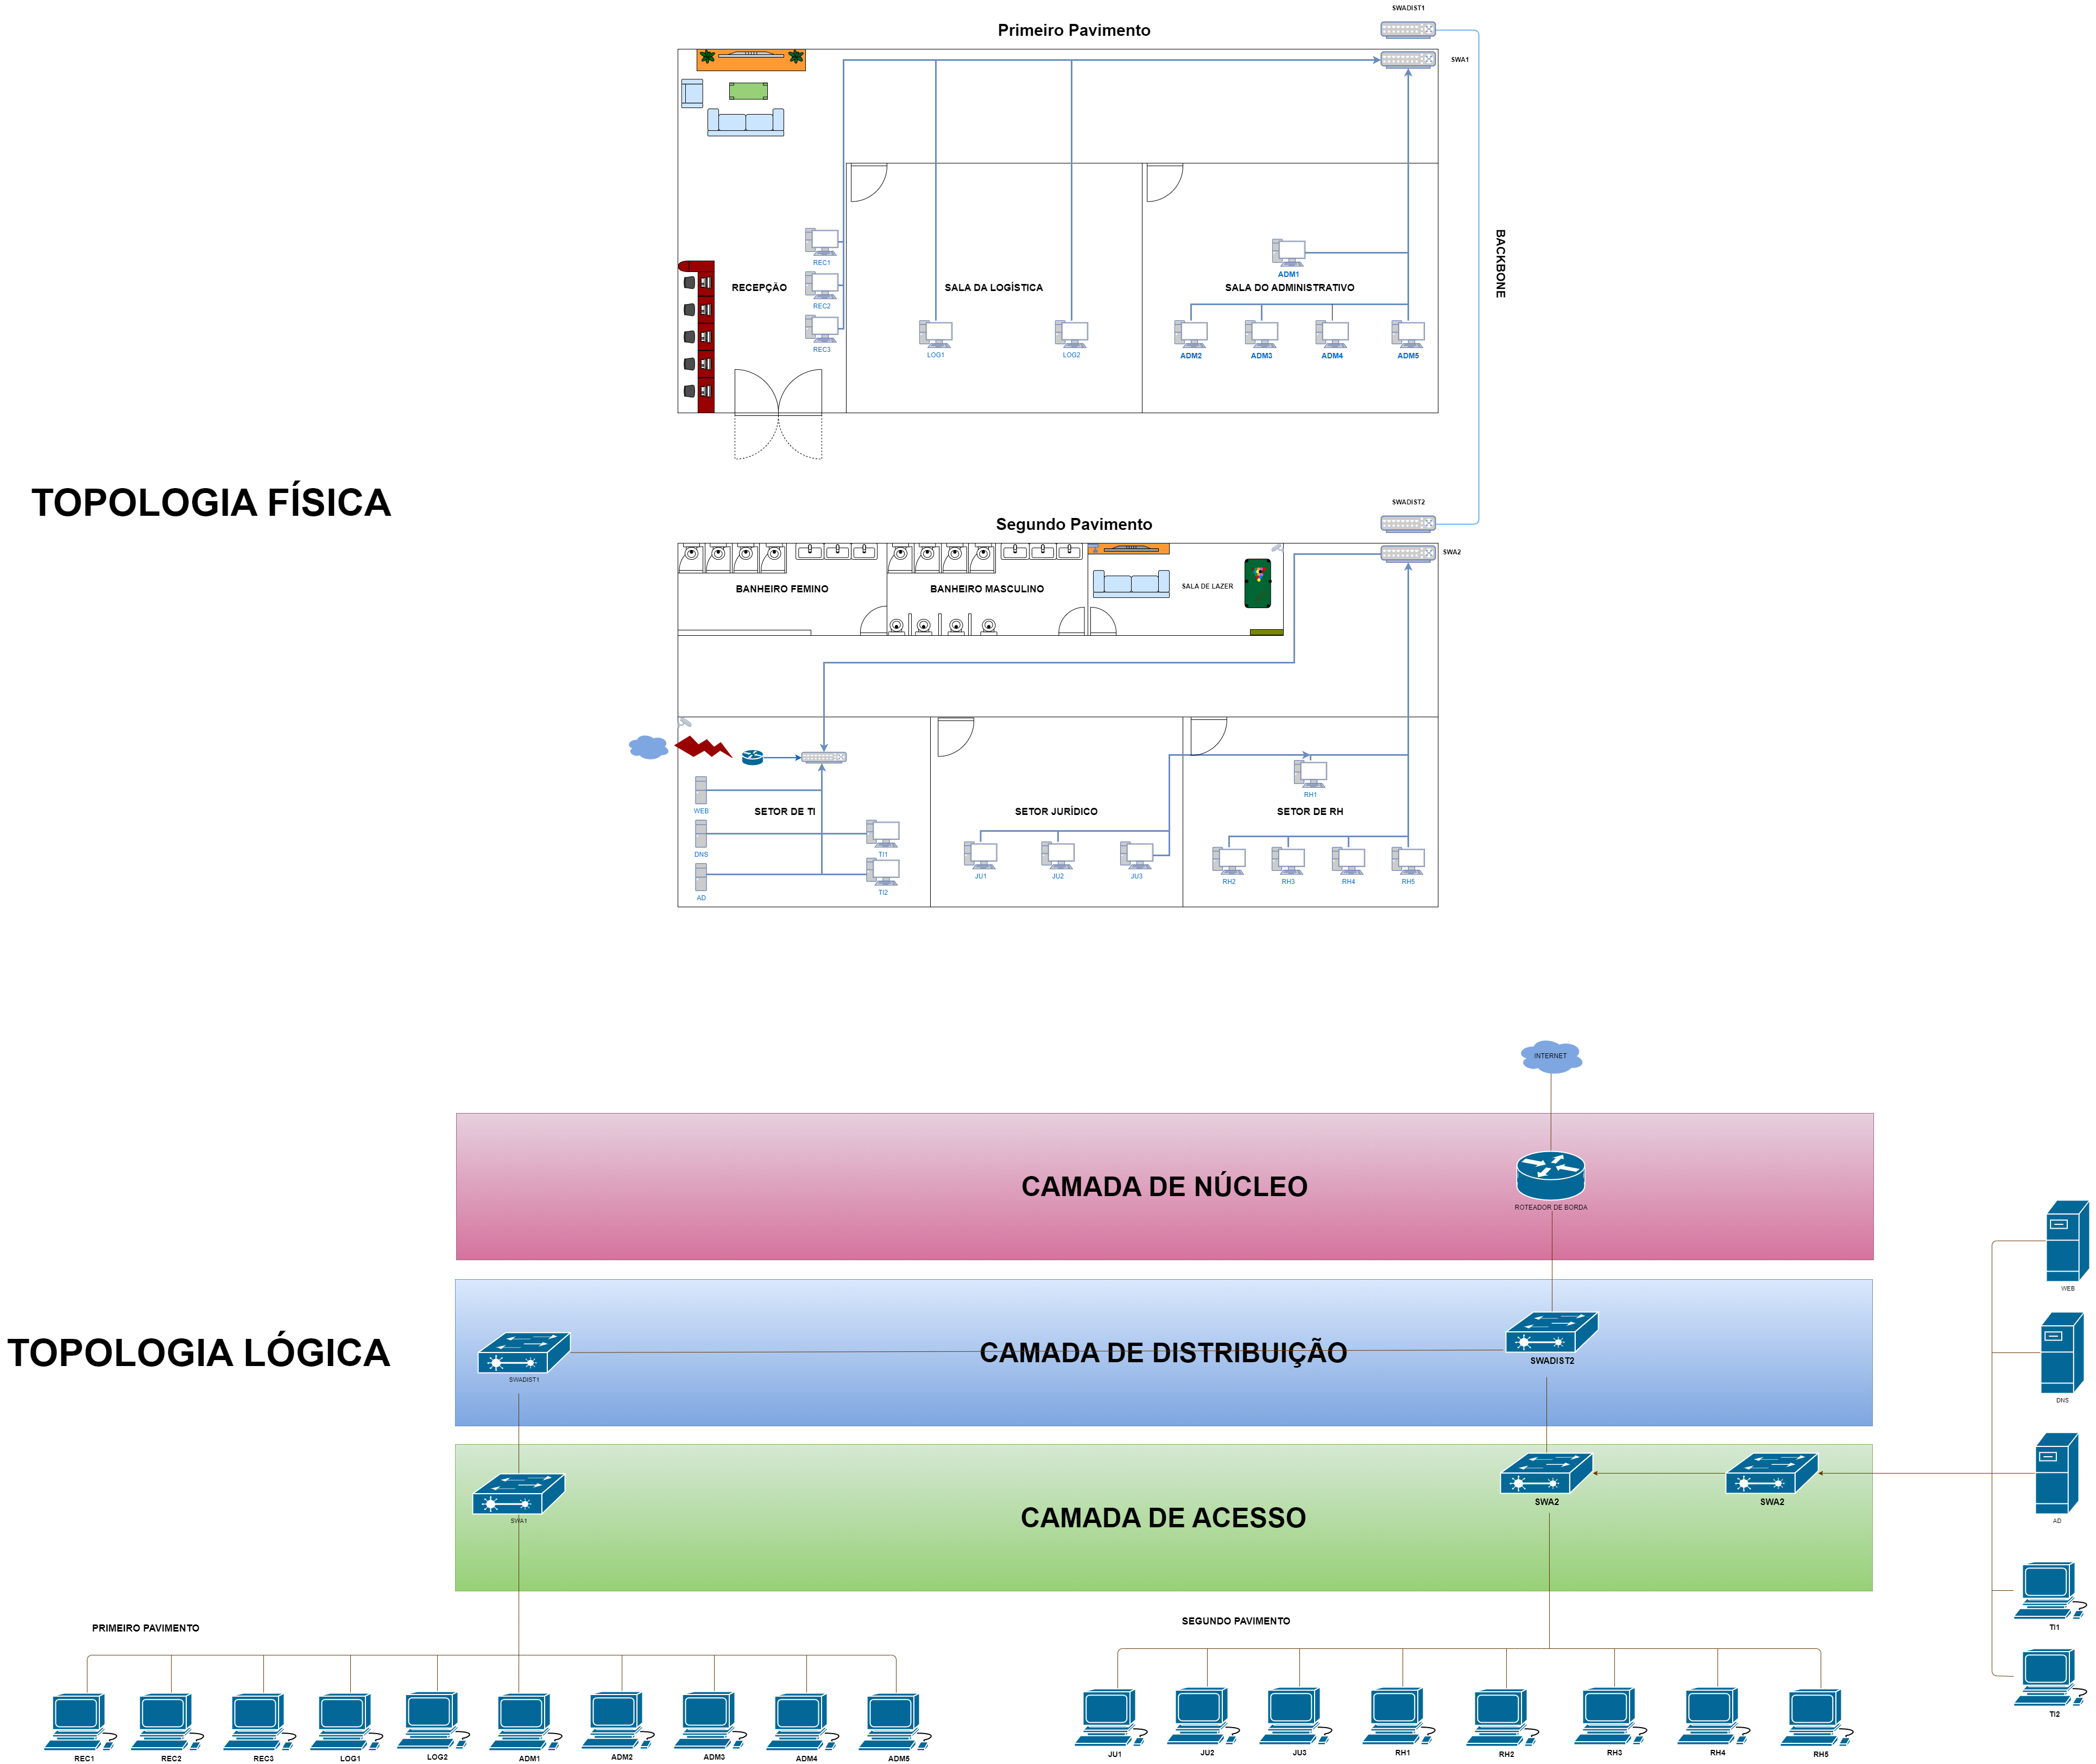 SWADIST1
Primeiro Pavimento
SWA1
BACKBONE
REC1
REC2
REC3
RECEPÇÃO
SALA DA LOGÌSTICA
LOG1
LOG2
ADM1
SALA DO ADMINISTRATIVO
ADM2
ADM3
ADM4
ADM5
TOPOLOGIA FÍSICA
SWADIST2
Segundo Pavimento
SWA2
BANHEIRO FEMINO
BANHEIRO MASCULINO
SALA DE LAZER
WEB
SETOR DE TI
DNS
AD
TI1
TI2
SETOR JURÍDICO
JU1
JU2
JU3
RH1
SETOR DE RH
RH2
RH3
RH4
RH5
INTERNET
CAMADA DE NÚCLEO
ROTEADOR DE BORDA
TOPOLOGIA LÓGICA
SWADIST1
CAMADA DE DISTRIBUIÇÃO
SWADIST2
WEB
DNS
AD
SWA1
CAMADA DE ACESSO
SWA2
SWA2
TI1
TI2
PRIMEIRO PAVIMENTO
SEGUNDO PAVIMENTO
REC1
REC2
REC3
LOG1
LOG2
ADM1
ADM2
ADM3
ADM4
ADM5
JU1
JU2
JU3
RH1
RH2
RH3
RH4
RH5